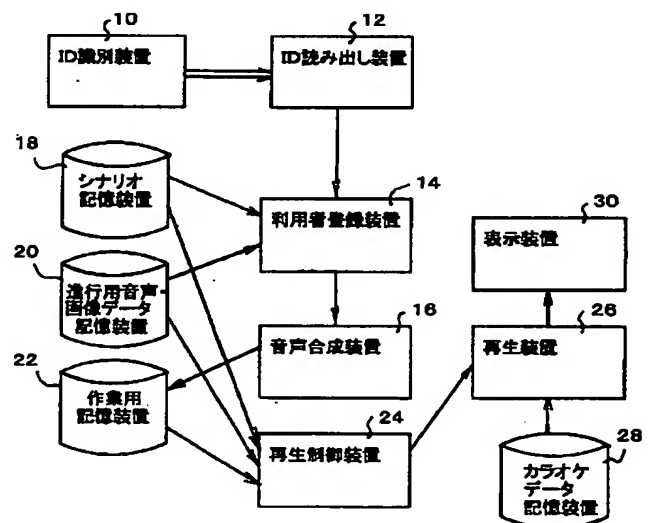 10
ID識別装置
12
ID読み出し装置
18
シナリオ
記憶装置
14
利用者登録装置
30
表示装置
20
進行用音声・
画像データ
記憶装置
16
音声合成装置
26
再生装置
22
作業用
記憶装置
24
再生制御装置
28
カラオケ
データ
記憶装置